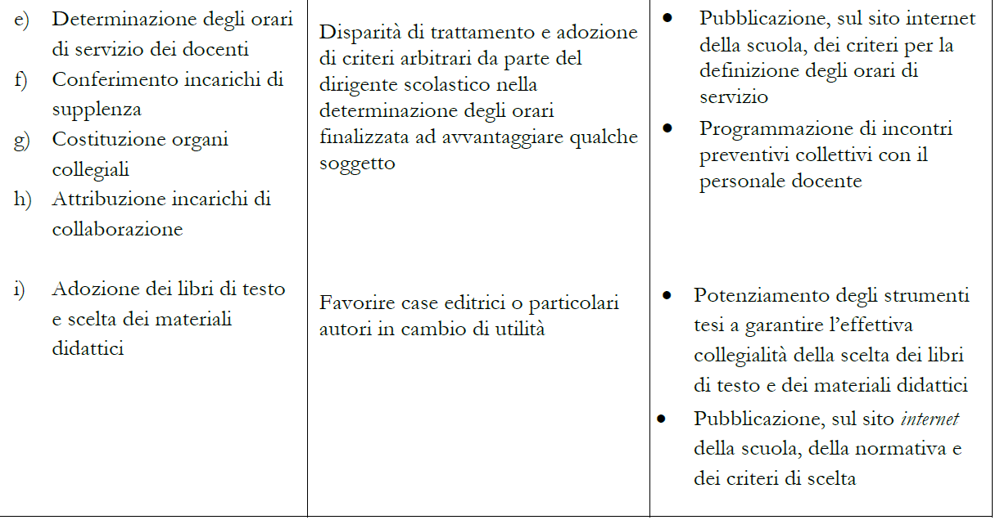 e) Determinazione degli orari
di servizio dei docenti
f) Conferimento incarichi di
supplenza
g) Costituzione organi
collegiali
h) Attribuzione incarichi di
collaborazione
i) Adozione dei libri di testo
e scelta dei materiali
didattici
Disparità di trattamento e adozione
di criteri arbitrari da parte del
dirigente scolastico nella
determinazione degli orari
finalizzata ad avvantaggiare qualche
soggetto
Favorire case editrici o particolari
autori in cambio di utilità
• Pubblicazione, sul sito internet
della scuola, dei criteri per la
definizione degli orari di
servizio
• Programmazione di incontri
preventivi collettivi con il
personale docente
• Potenziamento degli strumenti
tesi a garantire l’effettiva
collegialità della scelta dei libri
di testo e dei materiali didattici
• Pubblicazione, sul sito internet
della scuola, della normativa e
dei criteri di scelta